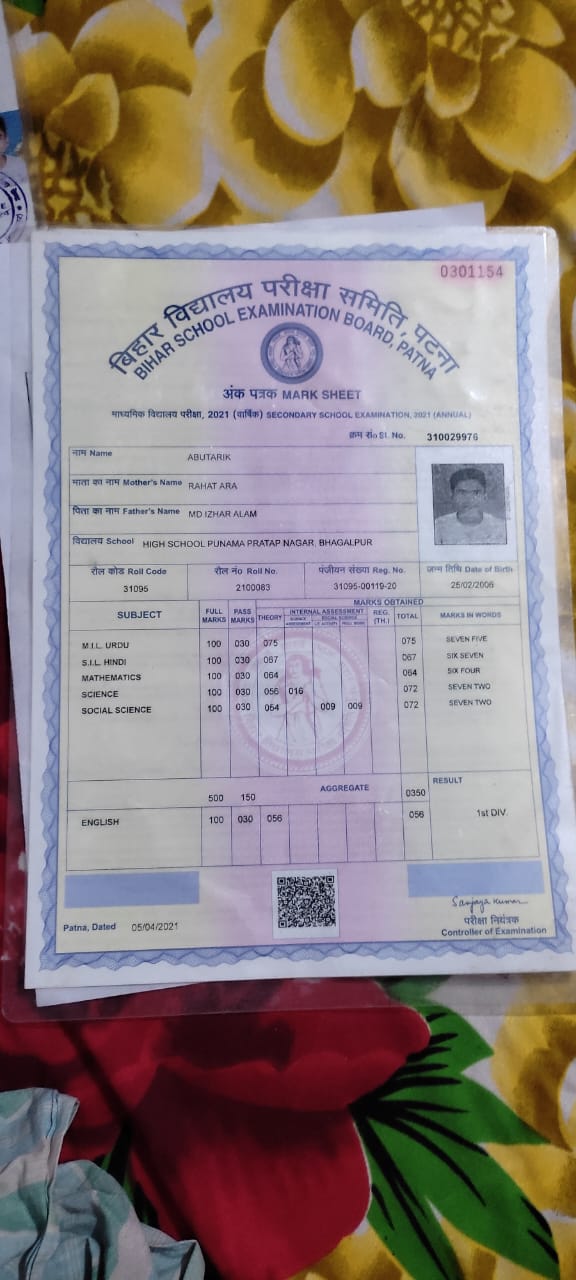 0301154
बिहार विद्यालय परीक्षा समिति, पटना
BIHAR SCHOOL EXAMINATION BOARD, PATNA
अंक पत्रक MARK SHEET
माध्यमिक विद्यालय परीक्षा, 2021 (वार्षिक) SECONDARY SCHOOL EXAMINATION, 2021 (ANNUAL)
क्रम सं० Sl. No. 310029976
नाम Name ABUTARIK
माता का नाम Mother's Name RAHAT ARA
पिता का नाम Father's Name MD IZHAR ALAM
विद्यालय School HIGH SCHOOL PUNAMA PRATAP NAGAR, BHAGALPUR
रोल कोड Roll Code रोल नं० Roll No. पंजीयन संख्या Reg. No. जन्म तिथि Date of Birth
31095 2100083 31095-00119-20 25/02/2006
MARKS OBTAINED
SUBJECT FULL MARKS PASS MARKS THEORY INTERNAL ASSESSMENT REG. (TH.) TOTAL MARKS IN WORDS
M.I.L. URDU 100 030 075 075 SEVEN FIVE
S.I.L. HINDI 100 030 067 067 SIX SEVEN
MATHEMATICS 100 030 064 064 SIX FOUR
SCIENCE 100 030 056 016 072 SEVEN TWO
SOCIAL SCIENCE 100 030 054 009 009 072 SEVEN TWO
500 150 AGGREGATE 0350 RESULT
ENGLISH 100 030 056 056 1st DIV.
Sanjaya Kumar
परीक्षा नियंत्रक
Patna, Dated 05/04/2021 Controller of Examination